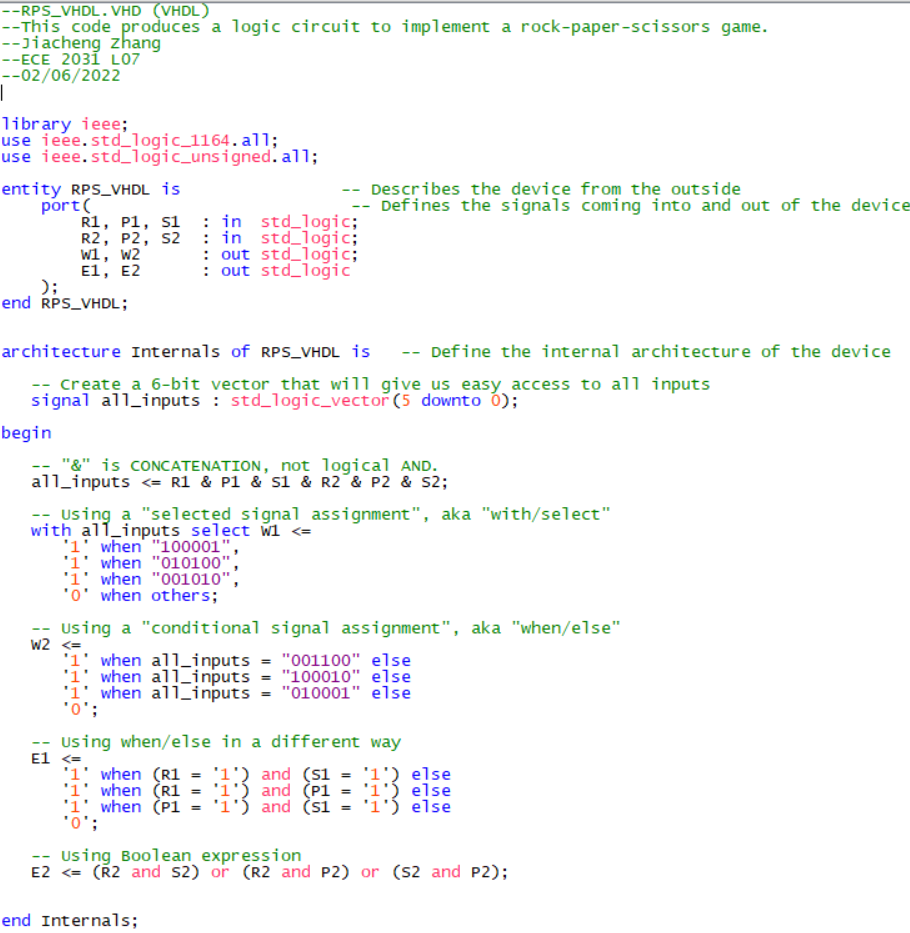 --RPS_VHDL.VHD (VHDL)
--This code produces a logic circuit to implement a rock-paper-scissors game.
--Jiacheng Zhang
--ECE 2031 L07
--02/06/2022
library ieee;
use ieee.std_logic_1164.all;
use ieee.std_logic_unsigned.all;
entity RPS_VHDL is                -- Describes the device from the outside
    port(                          -- Defines the signals coming into and out of the device
        R1, P1, S1  : in  std_logic;
        R2, P2, S2  : in  std_logic;
        W1, W2      : out std_logic;
        E1, E2      : out std_logic
    );
end RPS_VHDL;
architecture Internals of RPS_VHDL is   -- Define the internal architecture of the device
   -- Create a 6-bit vector that will give us easy access to all inputs
   signal all_inputs : std_logic_vector(5 downto 0);
begin
   -- "&" is CONCATENATION, not logical AND.
   all_inputs <= R1 & P1 & S1 & R2 & P2 & S2;
   -- Using a "selected signal assignment", aka "with/select"
   with all_inputs select W1 <=
      '1' when "100001",
      '1' when "010100",
      '1' when "001010",
      '0' when others;
   -- Using a "conditional signal assignment", aka "when/else"
   W2 <=
      '1' when all_inputs = "001100" else
      '1' when all_inputs = "100010" else
      '1' when all_inputs = "010001" else
      '0';
   -- Using when/else in a different way
   E1 <=
      '1' when (R1 = '1') and (S1 = '1') else
      '1' when (R1 = '1') and (P1 = '1') else
      '1' when (P1 = '1') and (S1 = '1') else
      '0';
   -- Using Boolean expression
   E2 <= (R2 and S2) or (R2 and P2) or (S2 and P2);
end Internals;